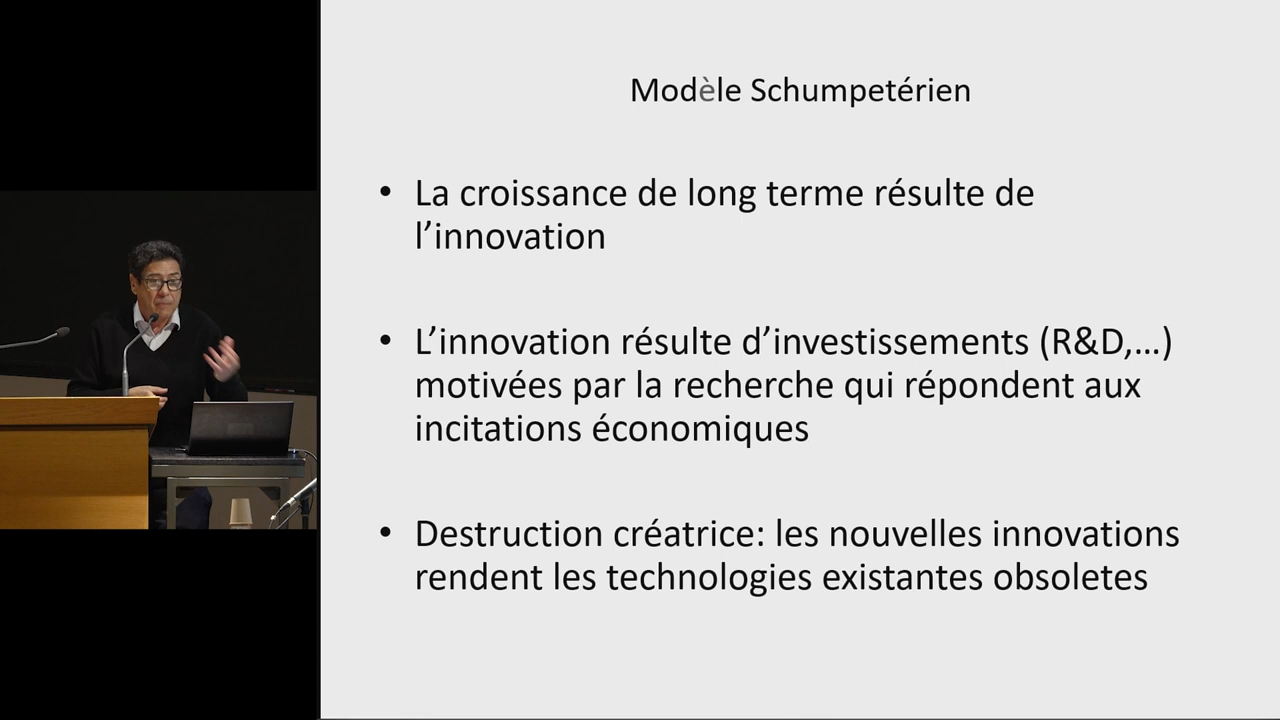 Modèle Schumpetérien
• La croissance de long terme résulte de
l’innovation
• L’innovation résulte d’investissements (R&D,…)
motivées par la recherche qui répondent aux
incitations économiques
• Destruction créatrice: les nouvelles innovations
rendent les technologies existantes obsoletes